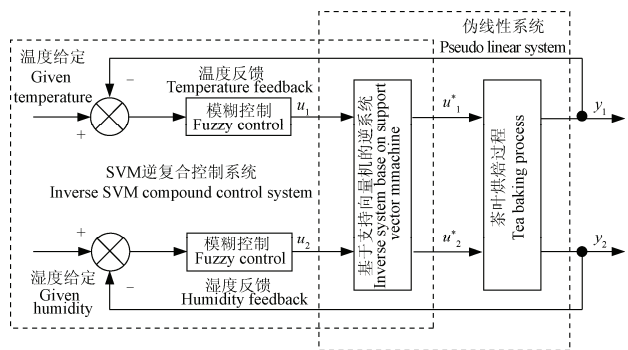 伪线性系统
Pseudo linear system
温度给定
Given
temperature
+
−
温度反馈
Temperature feedback
模糊控制
Fuzzy control
u1
SVM逆复合控制系统
Inverse SVM compound control system
+
−
湿度给定
Given
humidity
模糊控制
Fuzzy control
u2
湿度反馈
Humidity feedback
基于支持向量机的逆系统
Inverse system base on support
vector mmachine
u*1
u*2
茶叶烘焙过程
Tea baking process
y1
y2